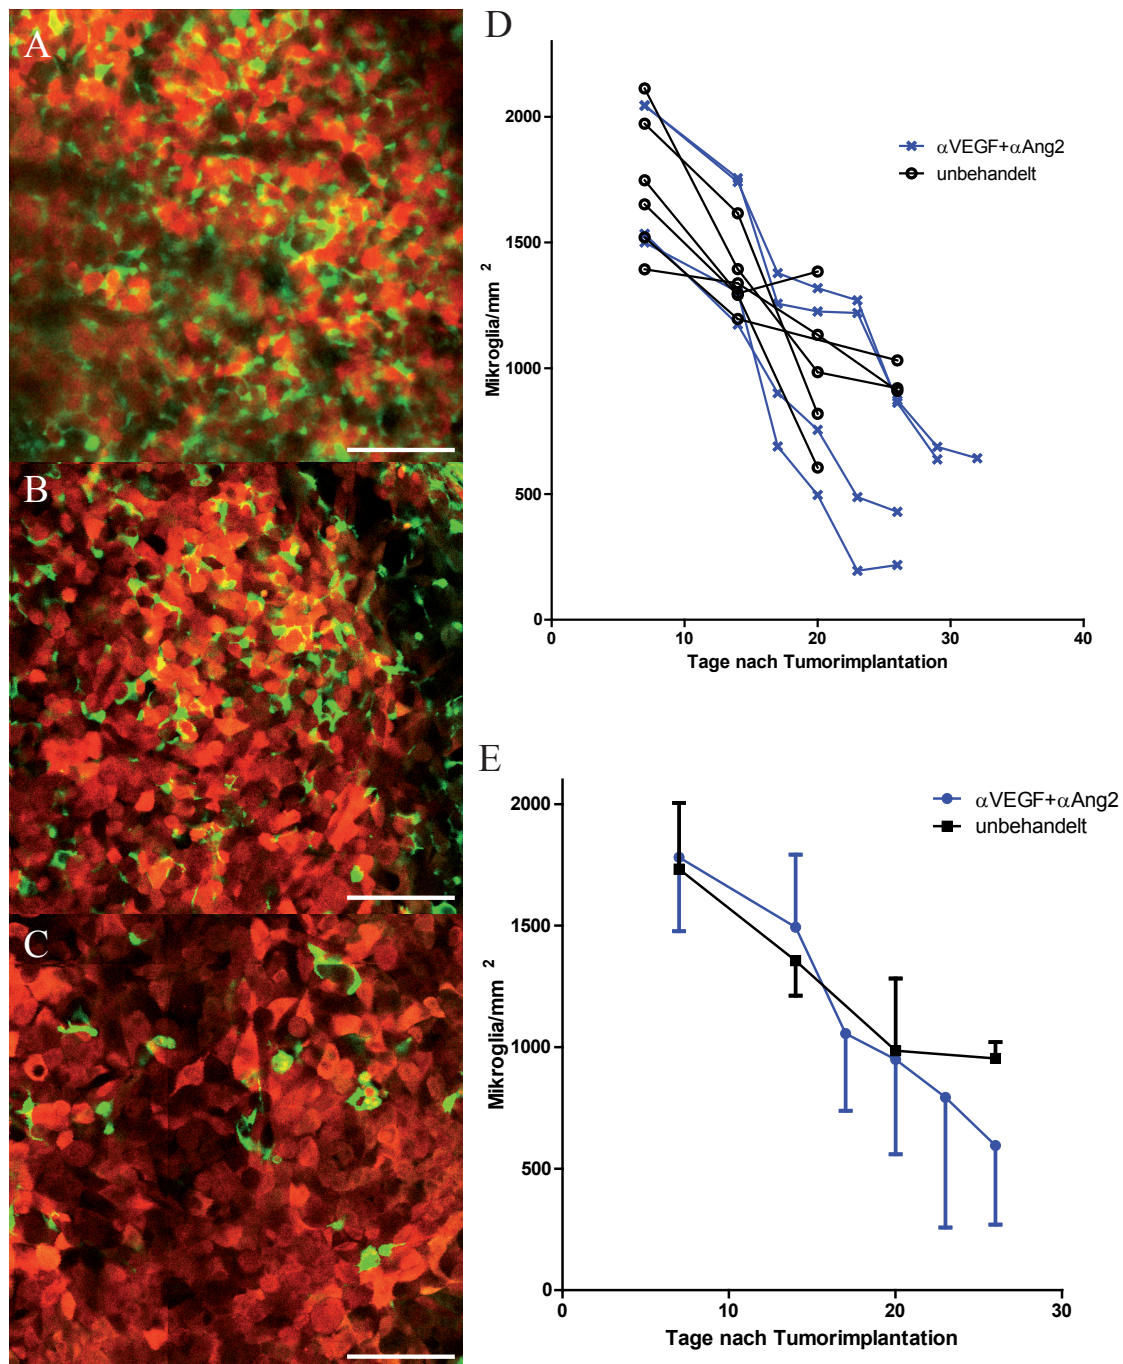 A
B
C
D
2000
1500
1000
500
0
Mikroglia/mm 2
αVEGF+αAng2
unbehandelt
0
10
20
30
40
Tage nach Tumorimplantation
E
2000
1500
1000
500
0
Mikroglia/mm 2
αVEGF+αAng2
unbehandelt
0
10
20
30
Tage nach Tumorimplantation